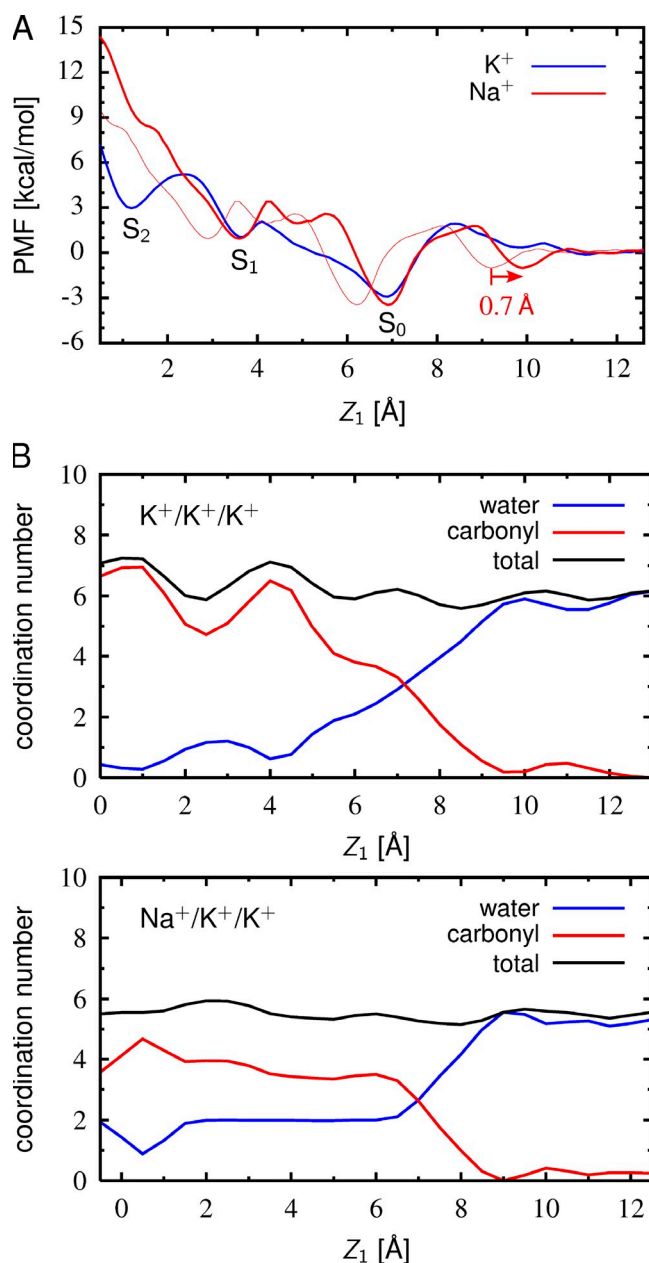 A
15
12
9
6
3
0
-3
-6
PMF [kcal/mol]
K⁺
Na⁺
S₂
S₁
S₀
0.7 Å
2 4 6 8 10 12
Z₁ [Å]
B
10
8
6
4
2
0
coordination number
K⁺/K⁺/K⁺
water
carbonyl
total
0 2 4 6 8 10 12
Z₁ [Å]
10
8
6
4
2
0
coordination number
Na⁺/K⁺/K⁺
water
carbonyl
total
0 2 4 6 8 10 12
Z₁ [Å]